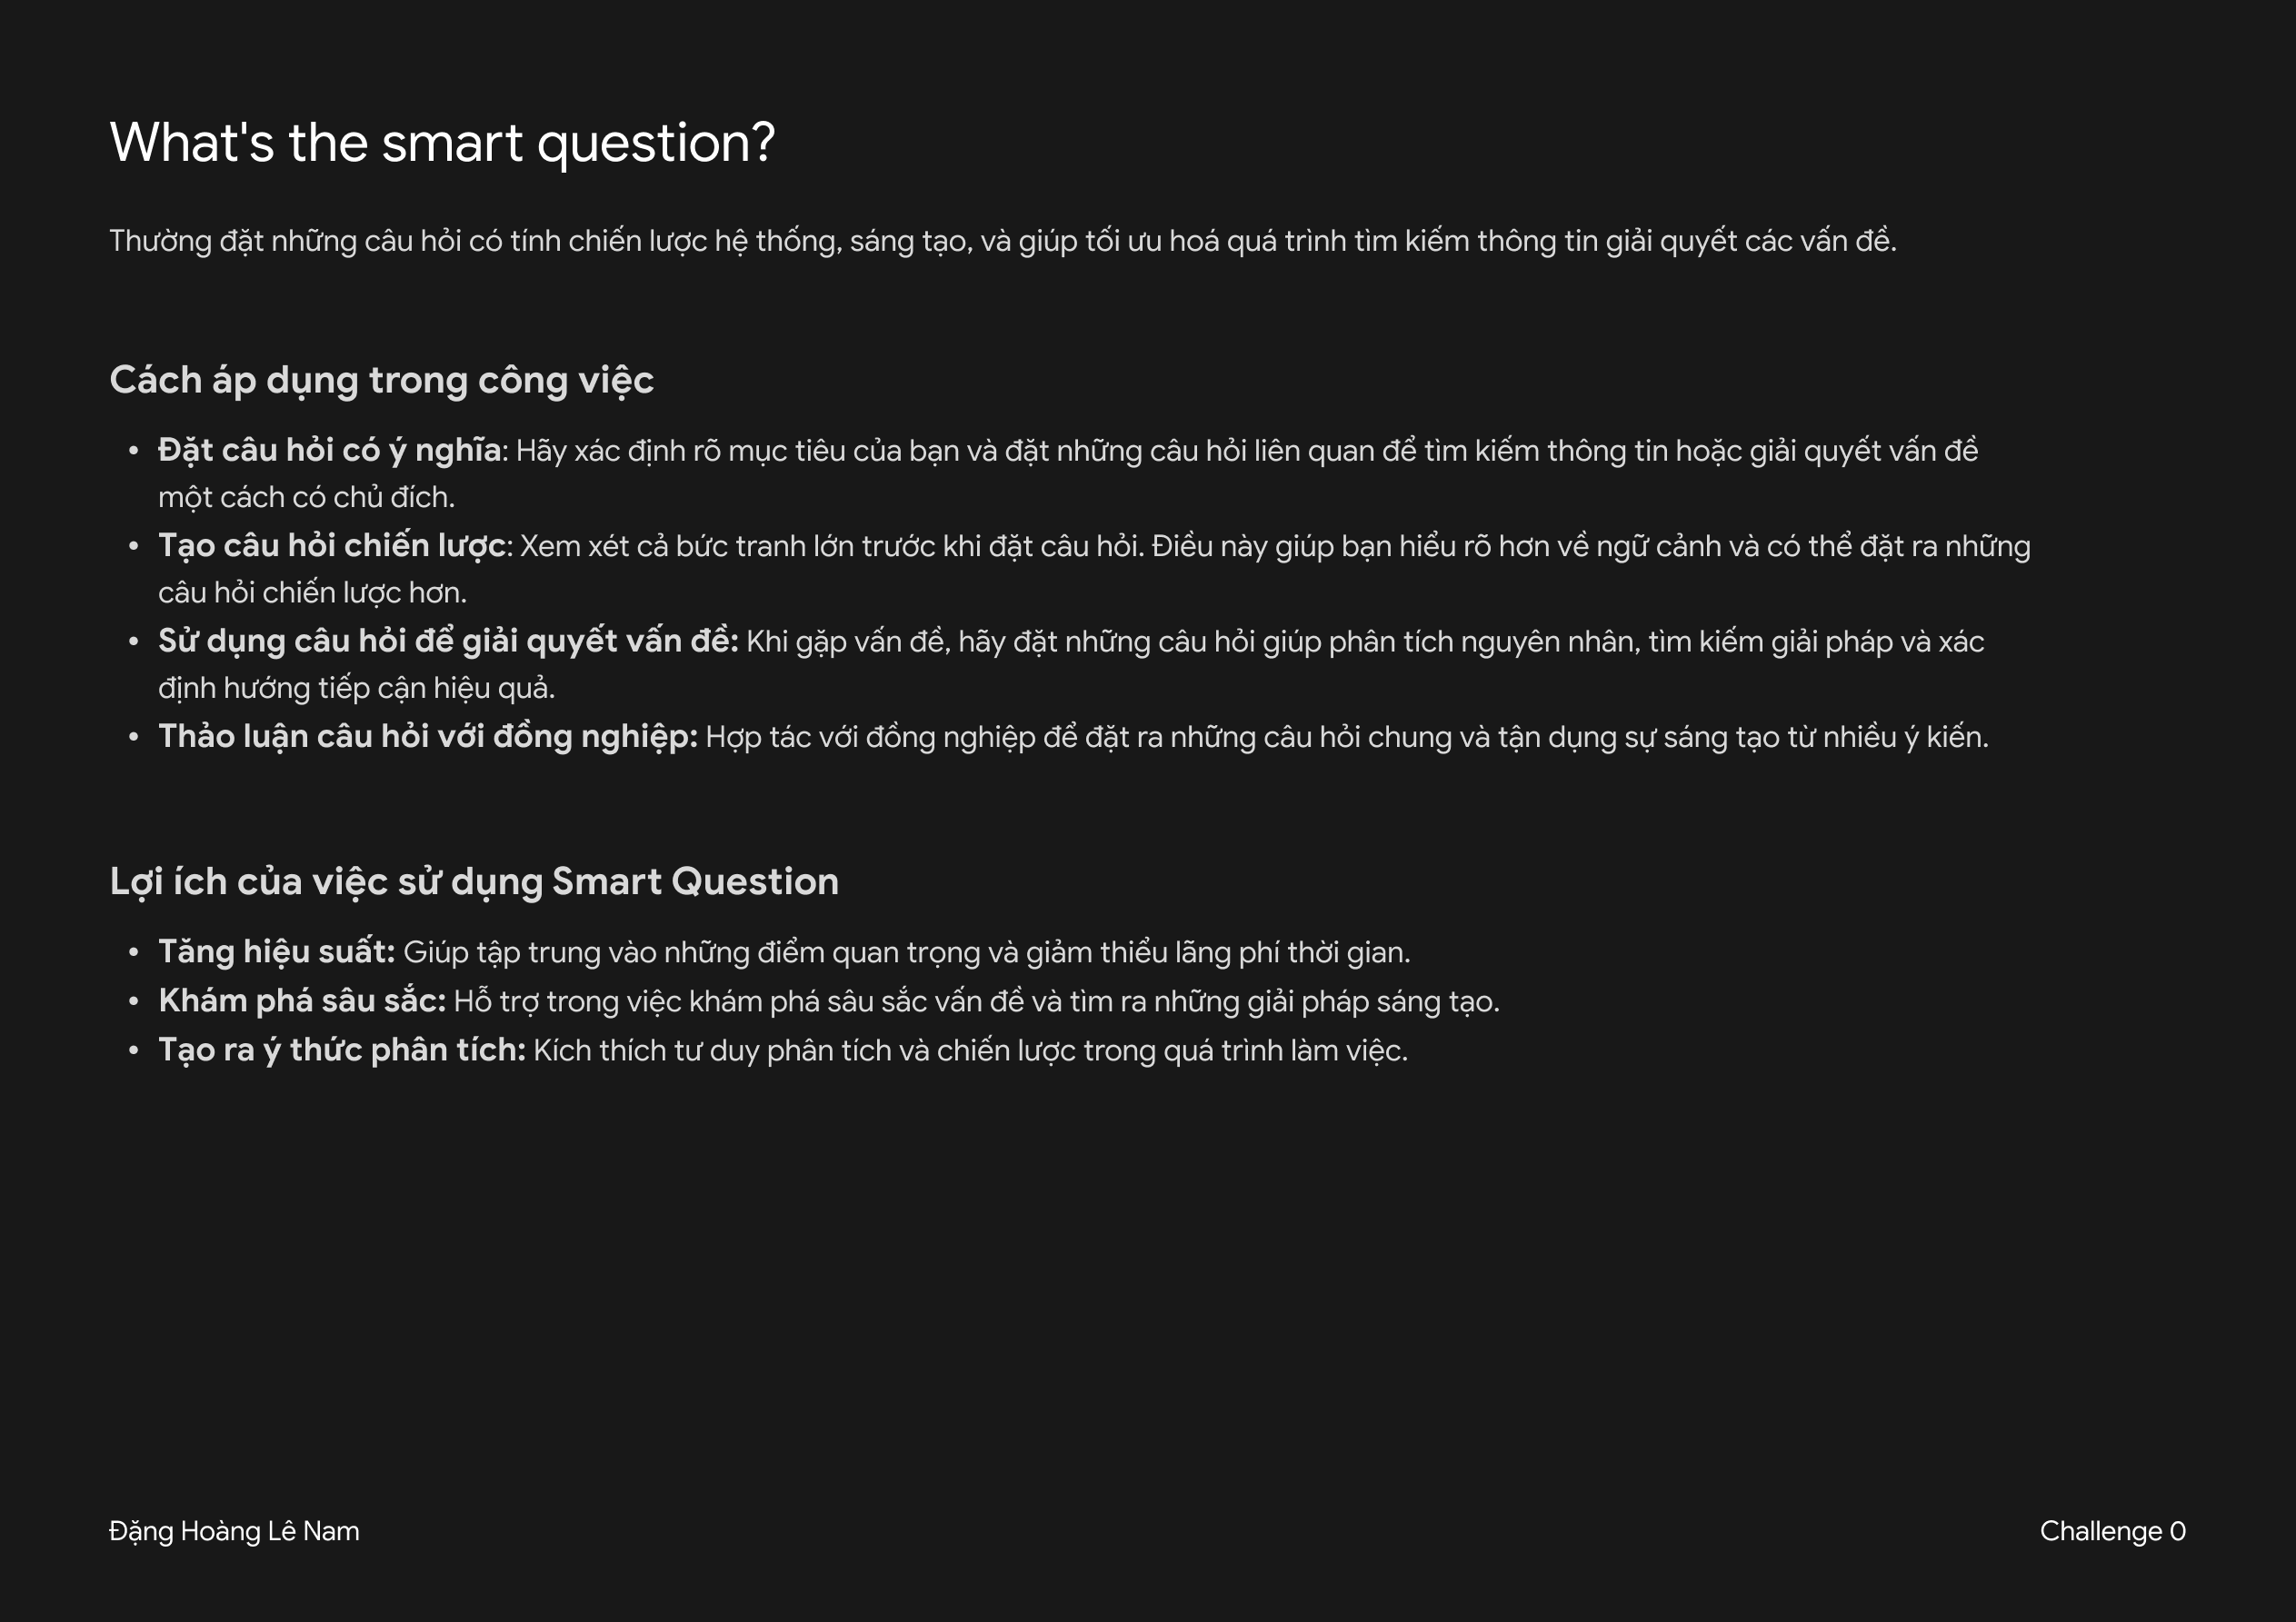 What's the smart question?
Thường đặt những câu hỏi có tính chiến lược hệ thống, sáng tạo, và giúp tối ưu hoá quá trình tìm kiếm thông tin giải quyết các vấn đề.
Cách áp dụng trong công việc
• Đặt câu hỏi có ý nghĩa: Hãy xác định rõ mục tiêu của bạn và đặt những câu hỏi liên quan để tìm kiếm thông tin hoặc giải quyết vấn đề
một cách có chủ đích.
• Tạo câu hỏi chiến lược: Xem xét cả bức tranh lớn trước khi đặt câu hỏi. Điều này giúp bạn hiểu rõ hơn về ngữ cảnh và có thể đặt ra những
câu hỏi chiến lược hơn.
• Sử dụng câu hỏi để giải quyết vấn đề: Khi gặp vấn đề, hãy đặt những câu hỏi giúp phân tích nguyên nhân, tìm kiếm giải pháp và xác
định hướng tiếp cận hiệu quả.
• Thảo luận câu hỏi với đồng nghiệp: Hợp tác với đồng nghiệp để đặt ra những câu hỏi chung và tận dụng sự sáng tạo từ nhiều ý kiến.
Lợi ích của việc sử dụng Smart Question
• Tăng hiệu suất: Giúp tập trung vào những điểm quan trọng và giảm thiểu lãng phí thời gian.
• Khám phá sâu sắc: Hỗ trợ trong việc khám phá sâu sắc vấn đề và tìm ra những giải pháp sáng tạo.
• Tạo ra ý thức phân tích: Kích thích tư duy phân tích và chiến lược trong quá trình làm việc.
Đặng Hoàng Lê Nam
Challenge 0